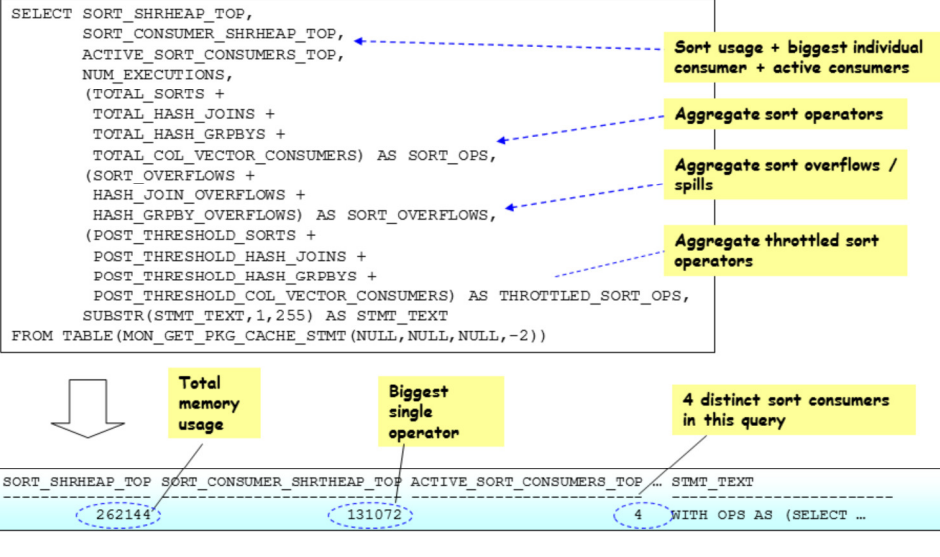 SELECT SORT_SHRHEAP_TOP,
SORT_CONSUMER_SHRHEAP_TOP,
ACTIVE_SORT_CONSUMERS_TOP,
NUM_EXECUTIONS,
(TOTAL_SORTS +
TOTAL_HASH_JOINS +
TOTAL_HASH_GRPBYS +
TOTAL_COL_VECTOR_CONSUMERS) AS SORT_OPS,
(SORT_OVERFLOWS +
HASH_JOIN_OVERFLOWS +
HASH_GRPBY_OVERFLOWS) AS SORT_OVERFLOWS,
(POST_THRESHOLD_SORTS +
POST_THRESHOLD_HASH_JOINS +
POST_THRESHOLD_HASH_GRPBYS +
POST_THRESHOLD_COL_VECTOR_CONSUMERS) AS THROTTLED_SORT_OPS,
SUBSTR(STMT_TEXT,1,255) AS STMT_TEXT
FROM TABLE(MON_GET_PKG_CACHE_STMT(NULL,NULL,NULL,-2))
Sort usage + biggest individual
consumer + active consumers
Aggregate sort operators
Aggregate sort overflows /
spills
Aggregate throttled sort
operators
Total
memory
usage
Biggest
single
operator
4 distinct sort consumers
in this query
SORT_SHRHEAP_TOP SORT_CONSUMER_SHRTHEAP_TOP ACTIVE_SORT_CONSUMERS_TOP … STMT_TEXT
262144 131072 4 WITH OPS AS (SELECT …